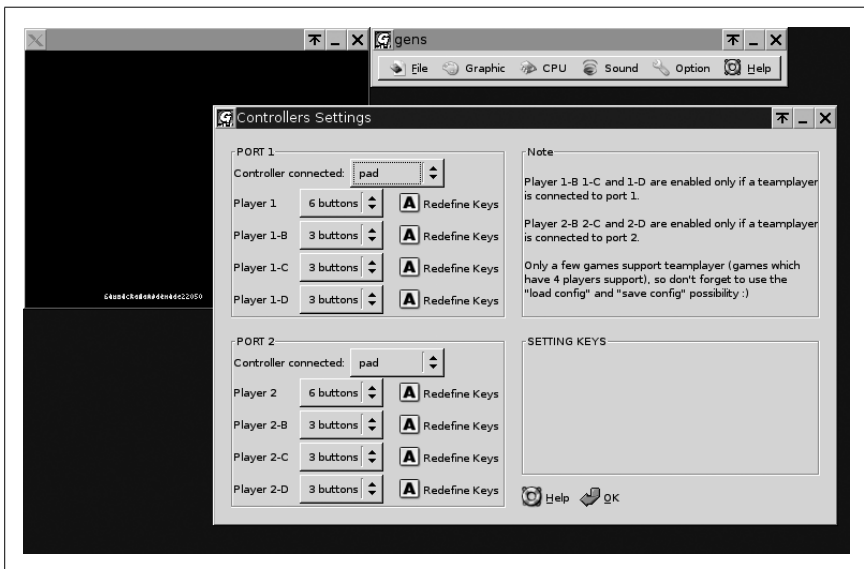 gens
File Graphic CPU Sound Option Help
Controllers Settings
PORT 1
Controller connected: pad
Player 1 6 buttons A Redefine Keys
Player 1-B 3 buttons A Redefine Keys
Player 1-C 3 buttons A Redefine Keys
Player 1-D 3 buttons A Redefine Keys
Note
Player 1-B 1-C and 1-D are enabled only if a teamplayer
is connected to port 1.
Player 2-B 2-C and 2-D are enabled only if a teamplayer
is connected to port 2.
Only a few games support teamplayer (games which
have 4 players support), so don't forget to use the
"load config" and "save config" possibility :)
PORT 2
Controller connected: pad
Player 2 6 buttons A Redefine Keys
Player 2-B 3 buttons A Redefine Keys
Player 2-C 3 buttons A Redefine Keys
Player 2-D 3 buttons A Redefine Keys
SETTING KEYS
Help OK